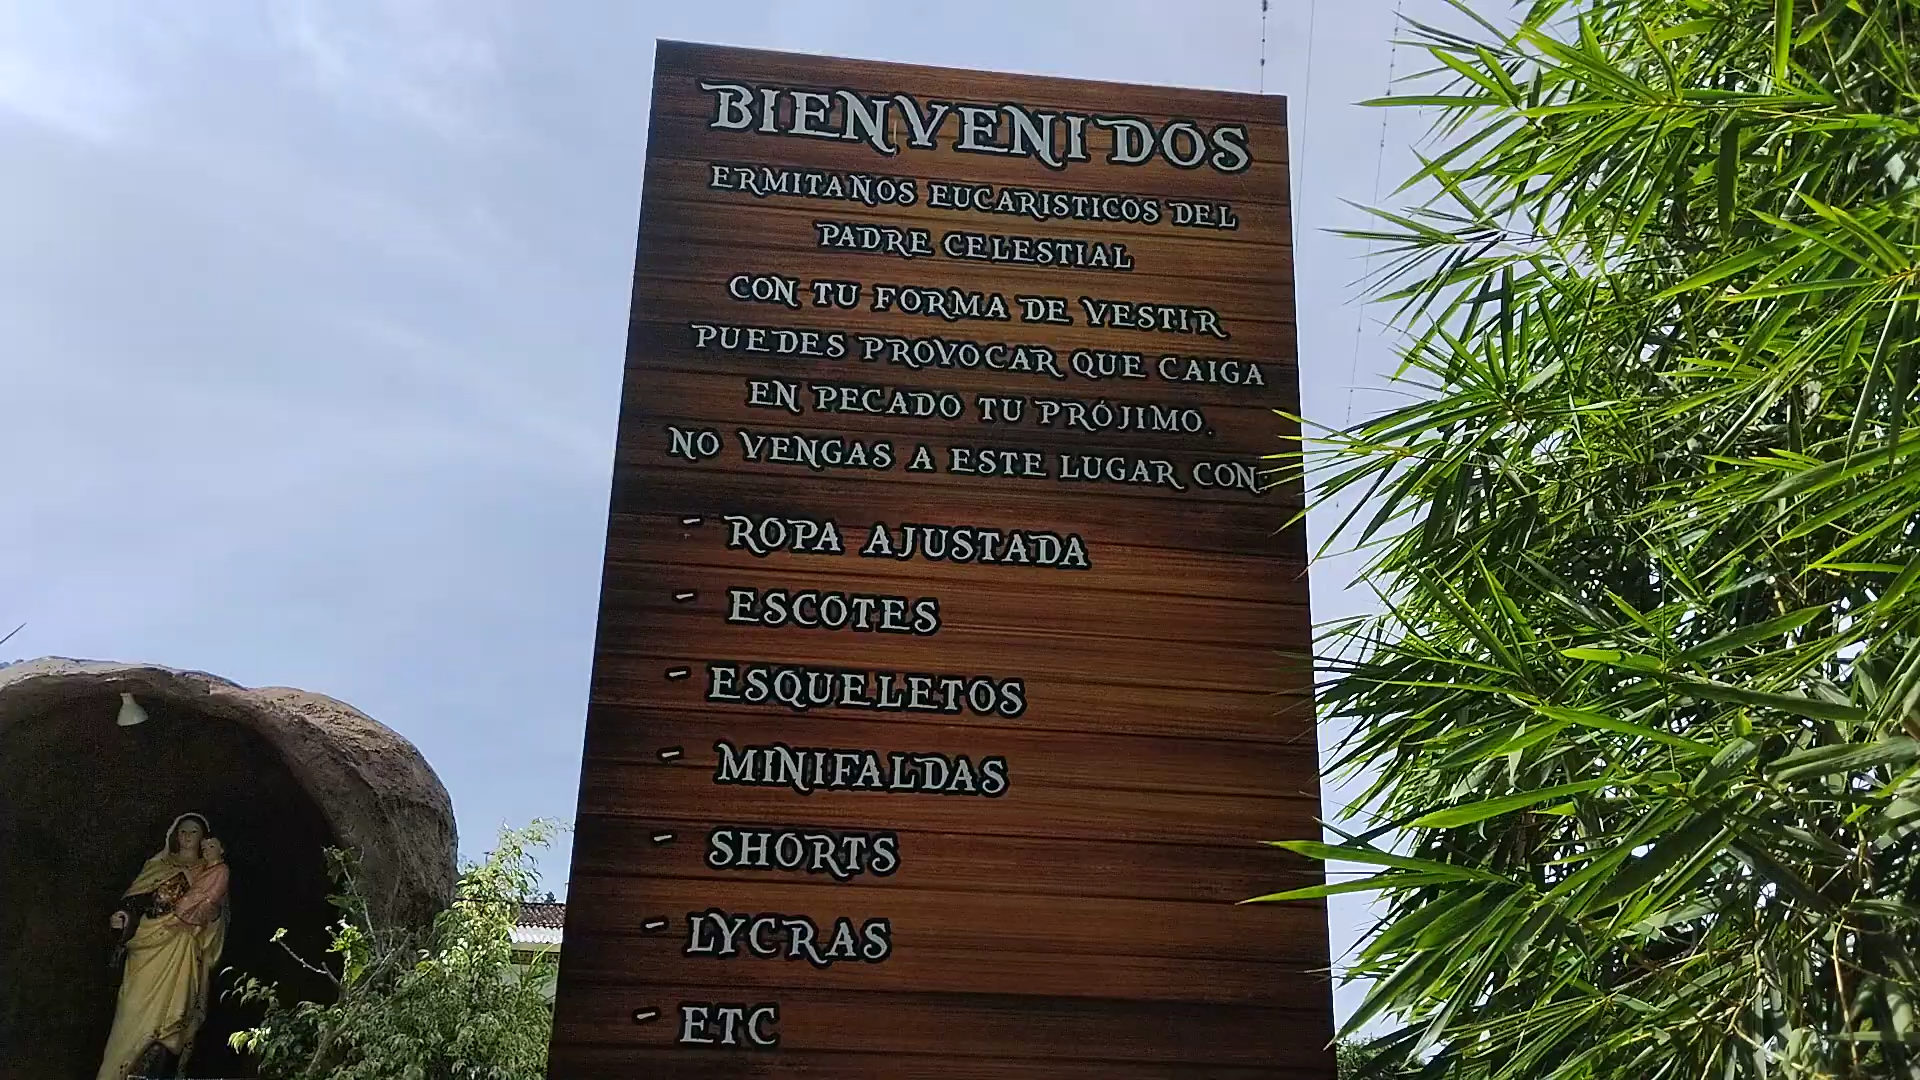 BIENVENIDOS
ERMITAÑOS EUCARISTICOS DEL
PADRE CELESTIAL
CON TU FORMA DE VESTIR
PUEDES PROVOCAR QUE CAIGA
EN PECADO TU PRÓJIMO.
NO VENGAS A ESTE LUGAR CON:
- ROPA AJUSTADA
- ESCOTES
- ESQUELETOS
- MINIFALDAS
- SHORTS
- LYCRAS
- ETC